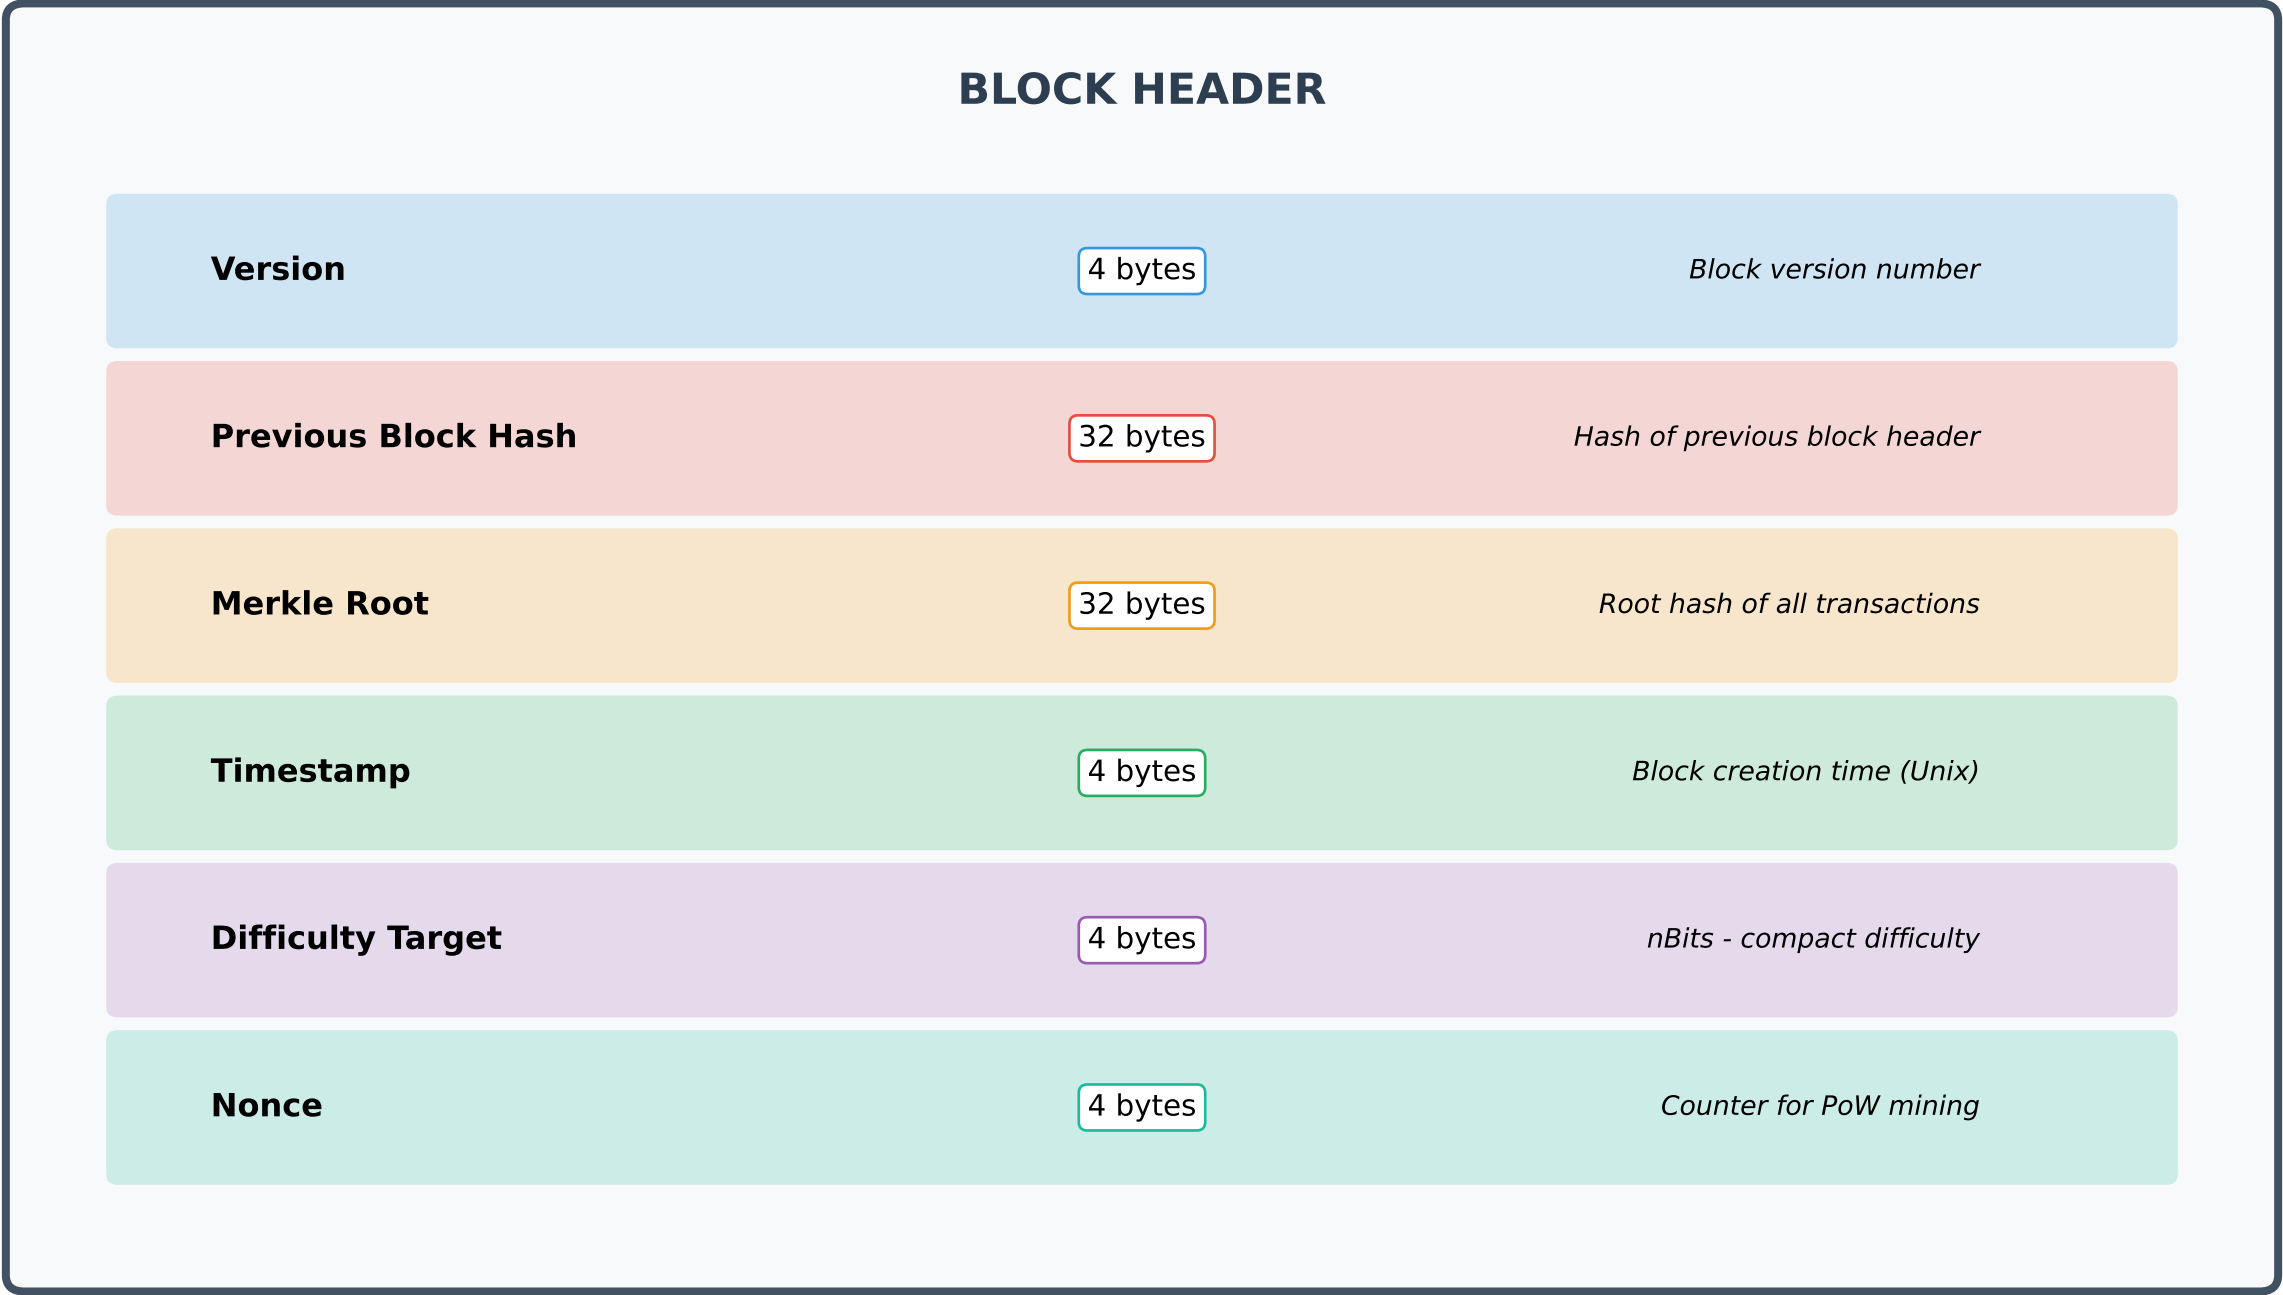 BLOCK HEADER
Version 4 bytes Block version number
Previous Block Hash 32 bytes Hash of previous block header
Merkle Root 32 bytes Root hash of all transactions
Timestamp 4 bytes Block creation time (Unix)
Difficulty Target 4 bytes nBits - compact difficulty
Nonce 4 bytes Counter for PoW mining